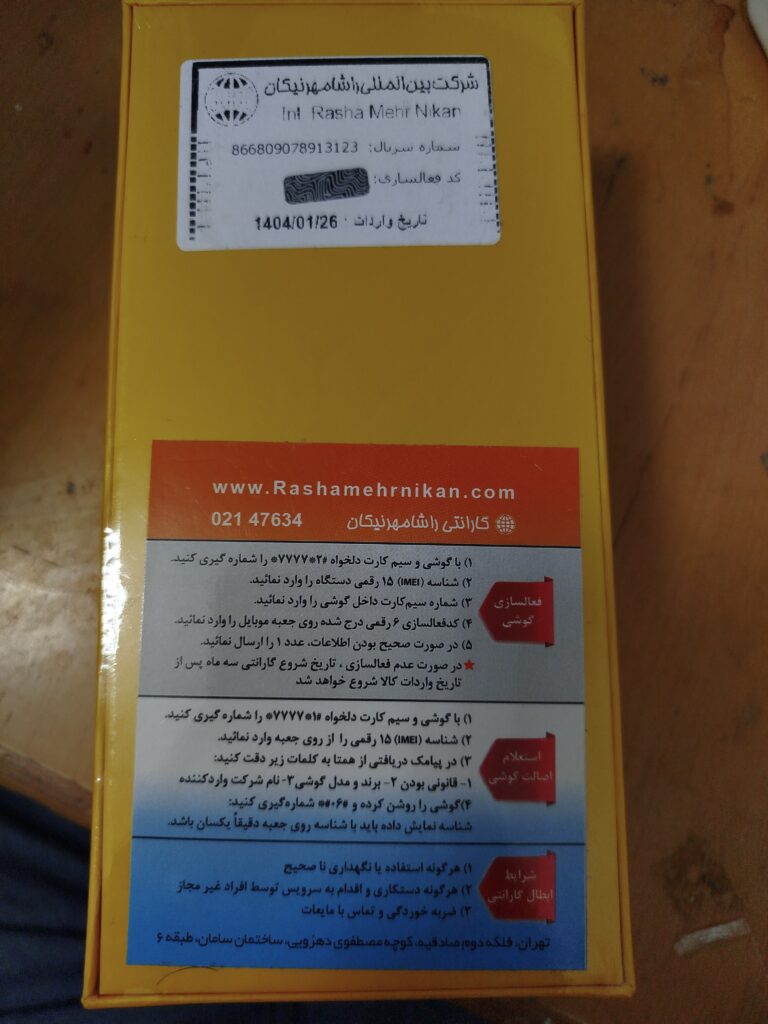 شرکت بین المللی راشا مهر نیکان
Int Rasha Mehr Nikan
شماره سریال: 866809078913123
کد فعالسازی:
تاریخ واردات : 1404/01/26
www.Rashamehrnikan.com
گارانتی راشا مهر نیکان 021 47634
فعالسازی
گوشی
۱) با گوشی و سیم کارت دلخواه #۲*۷۷۷۷* را شماره گیری کنید.
۲) شناسه (IMEI) ۱۵ رقمی دستگاه را وارد نمائید.
۳) شماره سیم‌کارت داخل گوشی را وارد نمائید.
۴) کدفعالسازی ۶ رقمی درج شده روی جعبه موبایل را وارد نمائید.
۵) در صورت صحیح بودن اطلاعات، عدد ۱ را ارسال نمائید.
★ در صورت عدم فعالسازی ، تاریخ شروع گارانتی سه ماه پس از
تاریخ واردات کالا شروع خواهد شد
استعلام
اصالت گوشی
۱) با گوشی و سیم کارت دلخواه #۱*۷۷۷۷* را شماره گیری کنید.
۲) شناسه (IMEI) ۱۵ رقمی را از روی جعبه وارد نمائید.
۳) در پیامک دریافتی از همتا به کلمات زیر دقت کنید:
۱- قانونی بودن ۲- برند و مدل گوشی ۳- نام شرکت واردکننده
۴) گوشی را روشن کرده و #۰۶#* شماره‌گیری کنید:
شناسه نمایش داده باید با شناسه روی جعبه دقیقاً یکسان باشد.
شرایط
ابطال گارانتی
۱) هرگونه استفاده یا نگهداری نا صحیح
۲) هرگونه دستکاری و اقدام به سرویس توسط افراد غیر مجاز
۳) ضربه خوردگی و تماس با مایعات
تهران، فلکه دوم صادقیه، کوچه مصطفوی دهزویی، ساختمان سامان، طبقه ۶